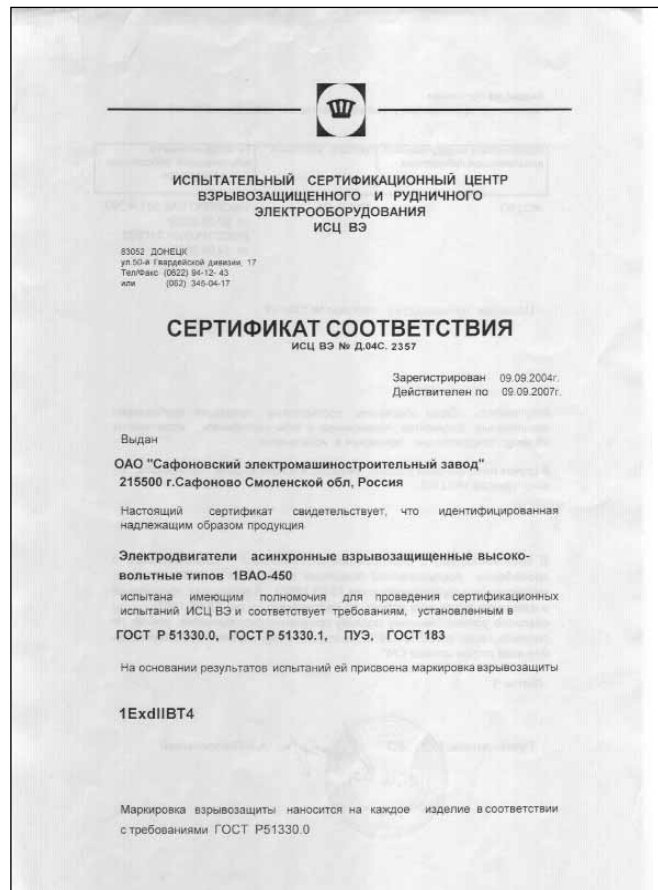 ИСПЫТАТЕЛЬНЫЙ СЕРТИФИКАЦИОННЫЙ ЦЕНТР
ВЗРЫВОЗАЩИЩЕННОГО И РУДНИЧНОГО
ЭЛЕКТРООБОРУДОВАНИЯ
ИСЦ ВЭ
83052 ДОНЕЦК
ул.50-й Гвардейской дивизии, 17
Тел/Факс (0622) 94-12- 43
или (062) 345-04-17
СЕРТИФИКАТ СООТВЕТСТВИЯ
ИСЦ ВЭ № Д.04С. 2357
Зарегистрирован 09.09.2004г.
Действителен по 09.09.2007г.
Выдан
ОАО "Сафоновский электромашиностроительный завод"
215500 г.Сафоново Смоленской обл, Россия
Настоящий сертификат свидетельствует, что идентифицированная
надлежащим образом продукция
Электродвигатели асинхронные взрывозащищенные высоко-
вольтные типов 1ВАО-450
испытана имеющим полномочия для проведения сертификационных
испытаний ИСЦ ВЭ и соответствует требованиям, установленным в
ГОСТ Р 51330.0, ГОСТ Р 51330.1, ПУЭ, ГОСТ 183
На основании результатов испытаний ей присвоена маркировка взрывозащиты
1ExdIIBT4
Маркировка взрывозащиты наносится на каждое изделие в соответствии
с требованиями ГОСТ Р51330.0